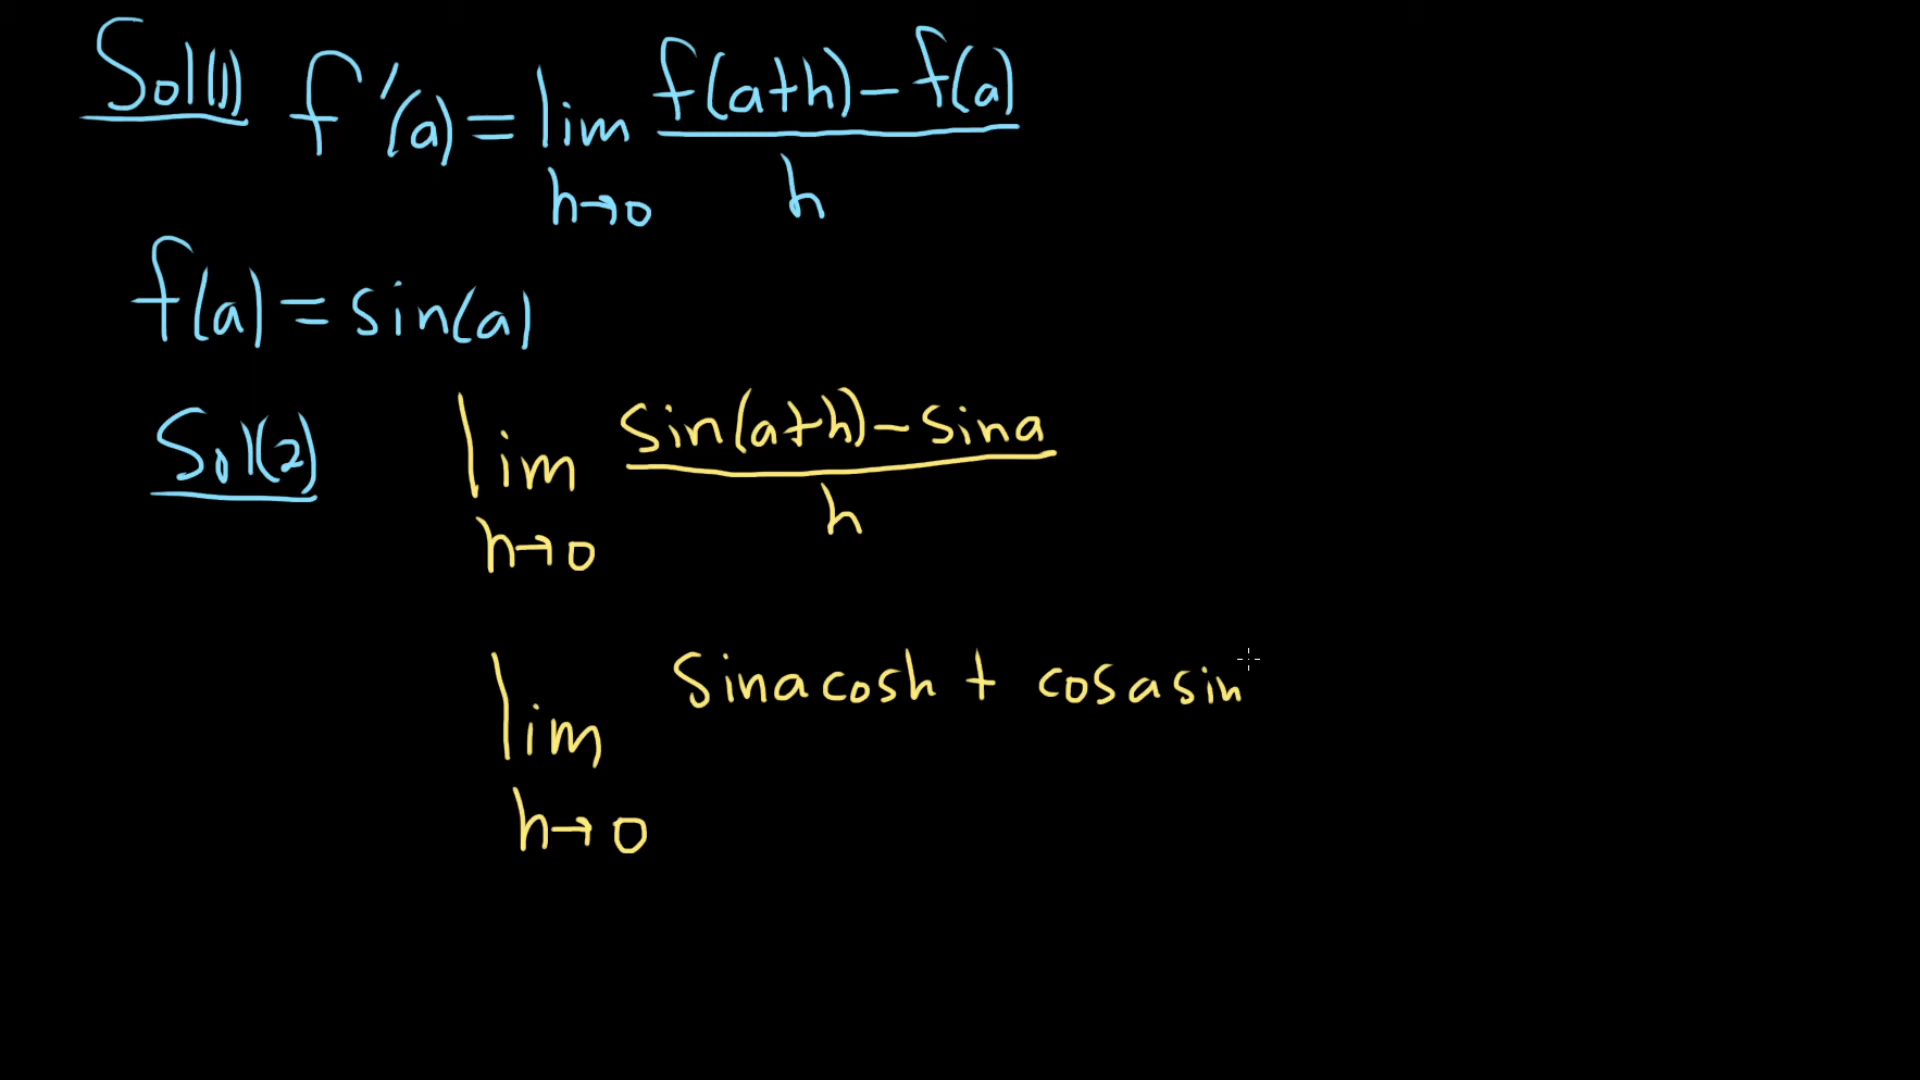 Sol(1) f'(a) = lim h→0 f(a+h) - f(a) / h
f(a) = sin(a)
Sol(2) lim h→0 sin(a+h) - sina / h
lim h→0 sinacosh + cosasin